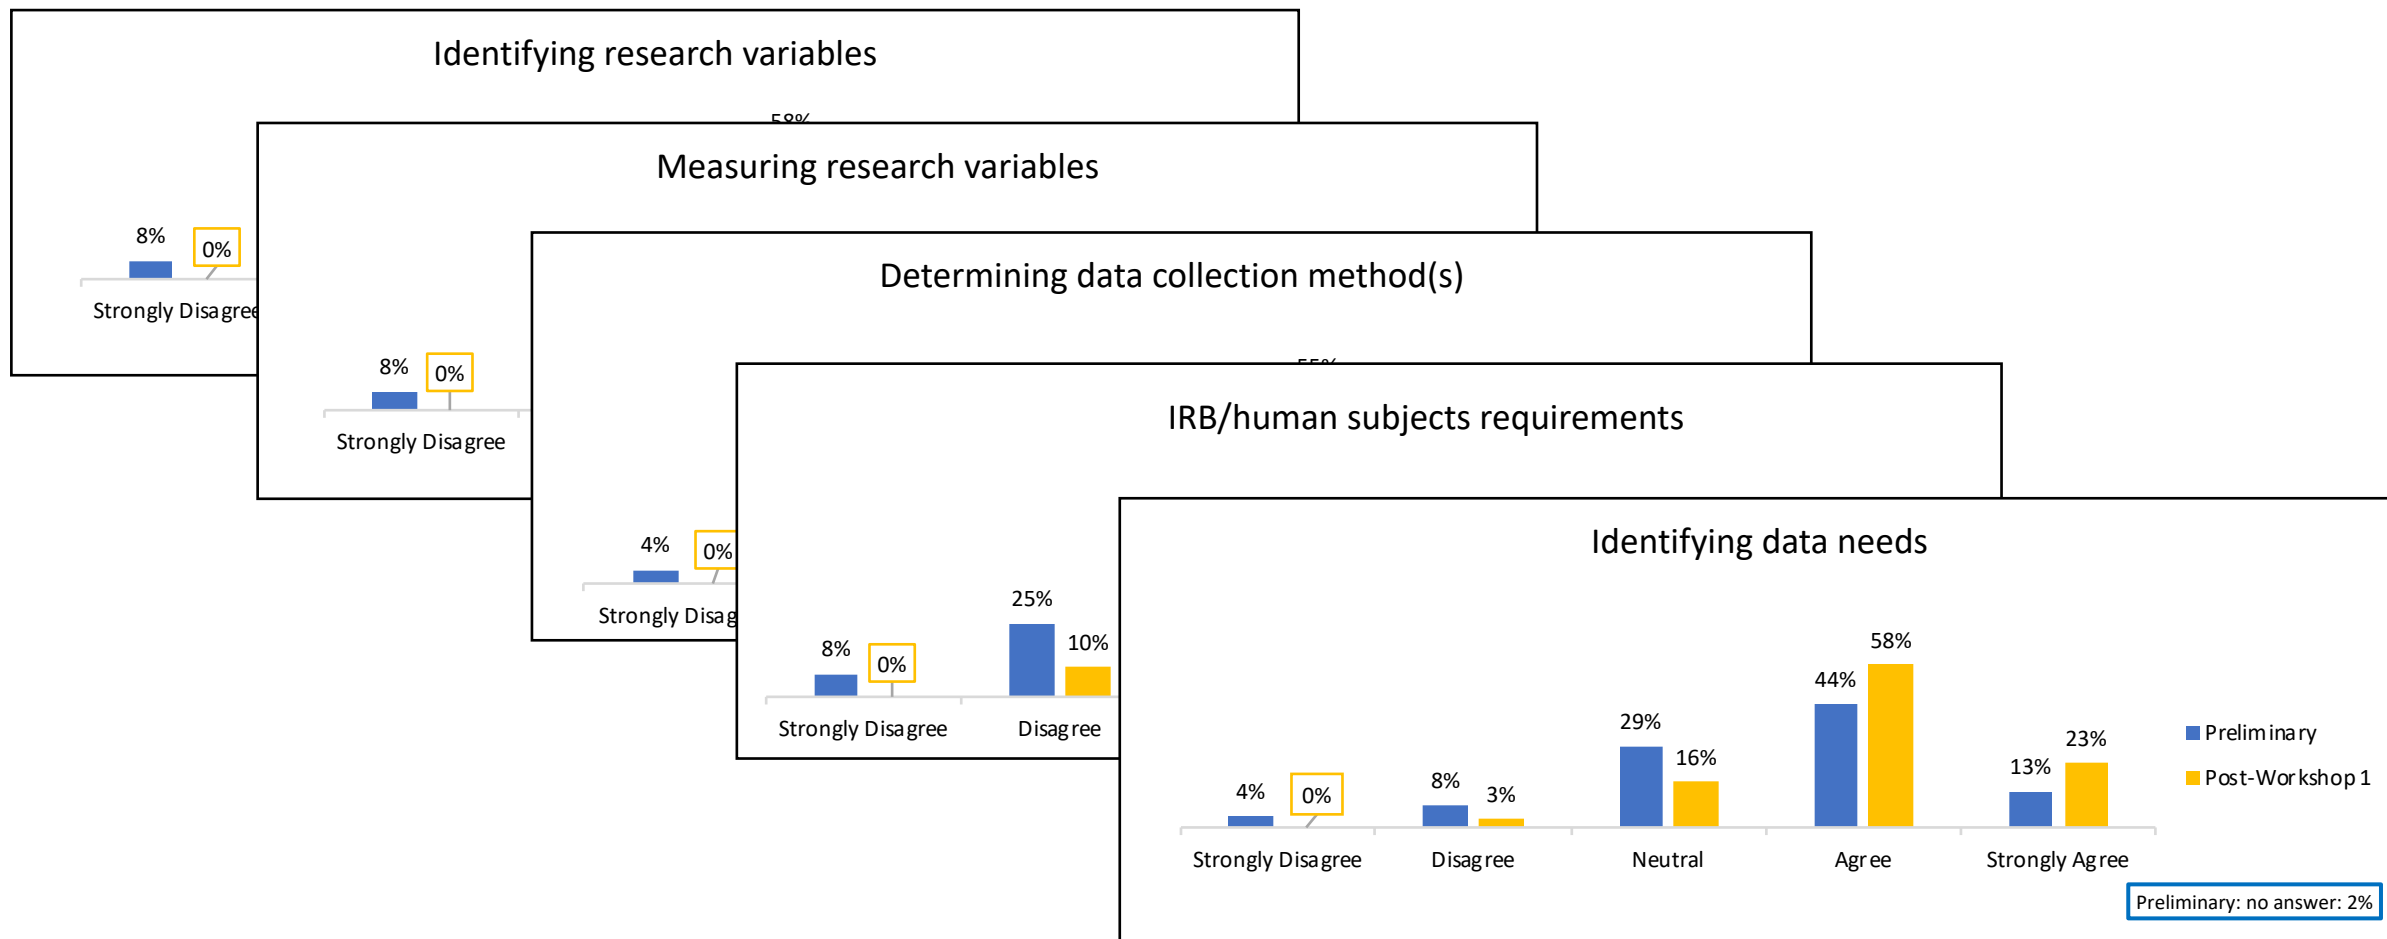 Identifying research variables
58%
8%
0%
Strongly Disagree
Measuring research variables
8%
0%
Strongly Disagree
Determining data collection method(s)
55%
4%
0%
Strongly Disag
IRB/human subjects requirements
8%
0%
25%
10%
Strongly Disagree
Disagree
Identifying data needs
4%
0%
8%
3%
29%
16%
44%
58%
13%
23%
Strongly Disagree
Disagree
Neutral
Agree
Strongly Agree
Preliminary
Post-Workshop 1
Preliminary: no answer: 2%